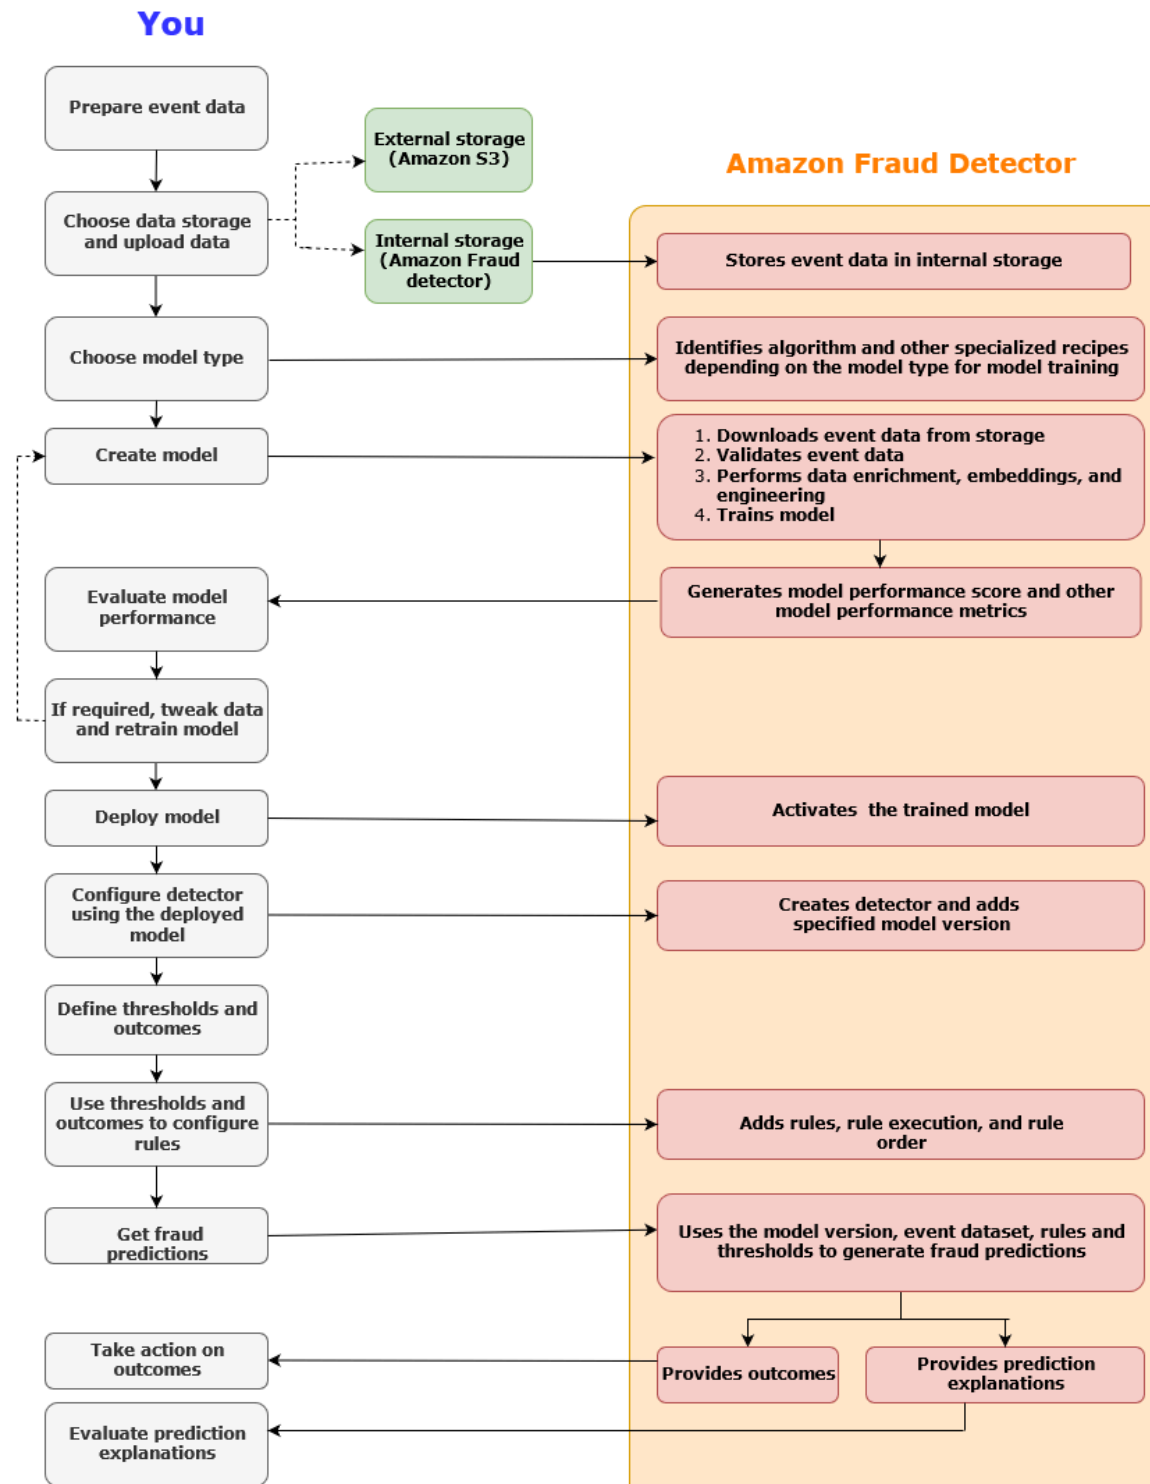 You
Prepare event data
External storage
(Amazon S3)
Amazon Fraud Detector
Choose data storage
and upload data
Internal storage
(Amazon Fraud
detector)
Stores event data in internal storage
Choose model type
Identifies algorithm and other specialized recipes
depending on the model type for model training
Create model
1. Downloads event data from storage
2. Validates event data
3. Performs data enrichment, embeddings, and
engineering
4. Trains model
Evaluate model
performance
Generates model performance score and other
model performance metrics
If required, tweak data
and retrain model
Deploy model
Activates the trained model
Configure detector
using the deployed
model
Creates detector and adds
specified model version
Define thresholds and
outcomes
Use thresholds and
outcomes to configure
rules
Adds rules, rule execution, and rule
order
Get fraud
predictions
Uses the model version, event dataset, rules and
thresholds to generate fraud predictions
Take action on
outcomes
Provides outcomes
Provides prediction
explanations
Evaluate prediction
explanations